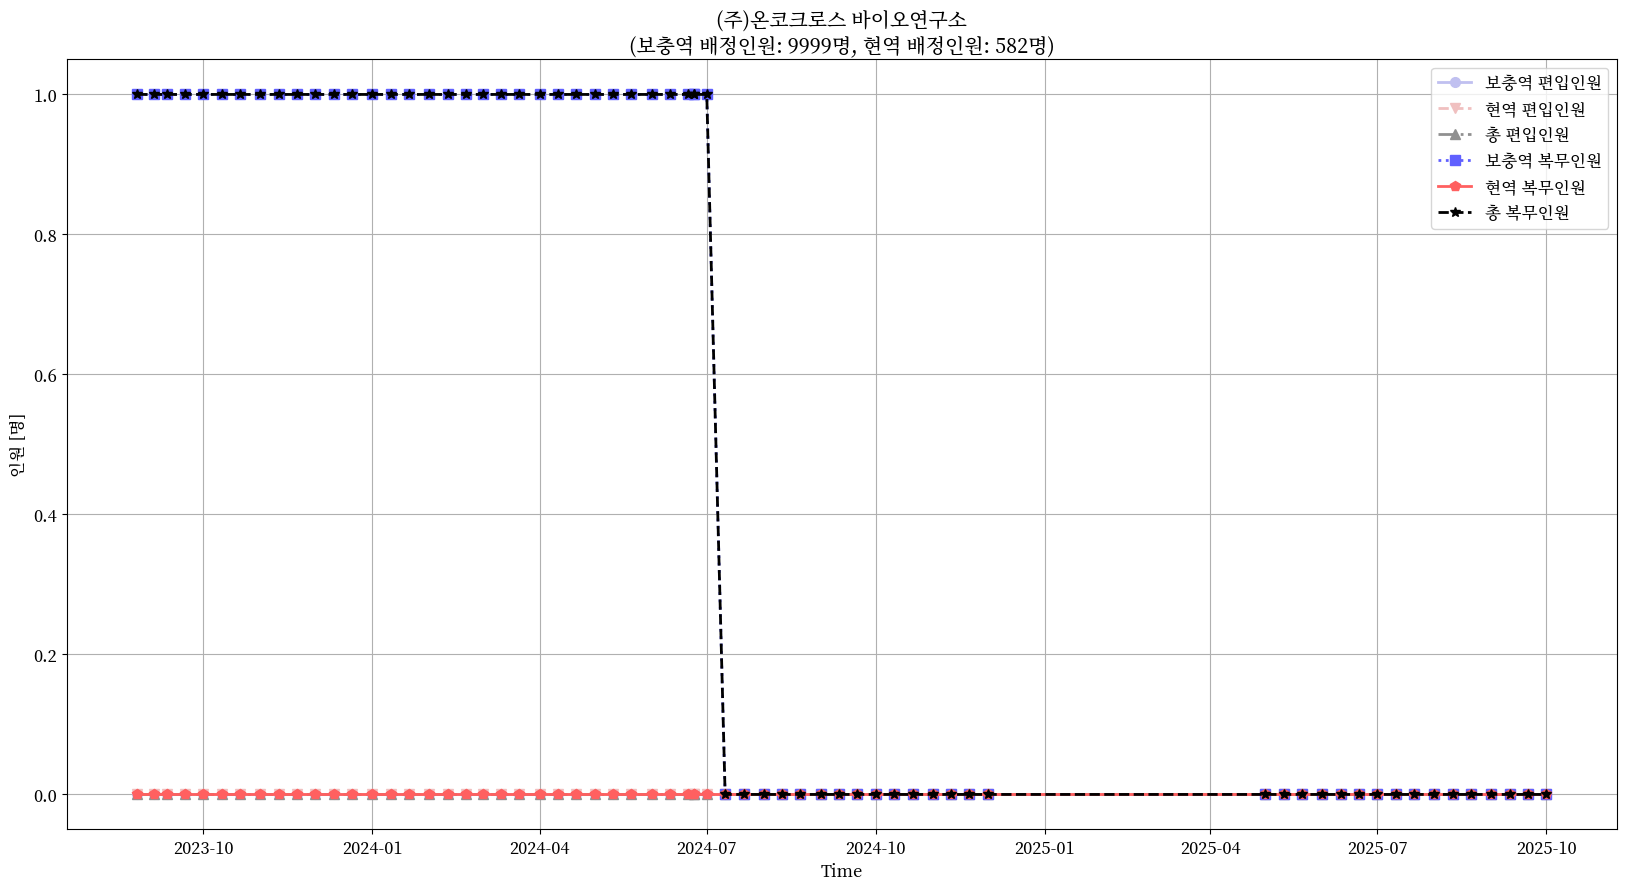 (주)온코크로스 바이오연구소
(보충역 배정인원: 9999명, 현역 배정인원: 582명)
보충역 편입인원
현역 편입인원
총 편입인원
보충역 복무인원
현역 복무인원
총 복무인원
인원 [명]
1.0
0.8
0.6
0.4
0.2
0.0
2023-10
2024-01
2024-04
2024-07
2024-10
2025-01
2025-04
2025-07
2025-10
Time